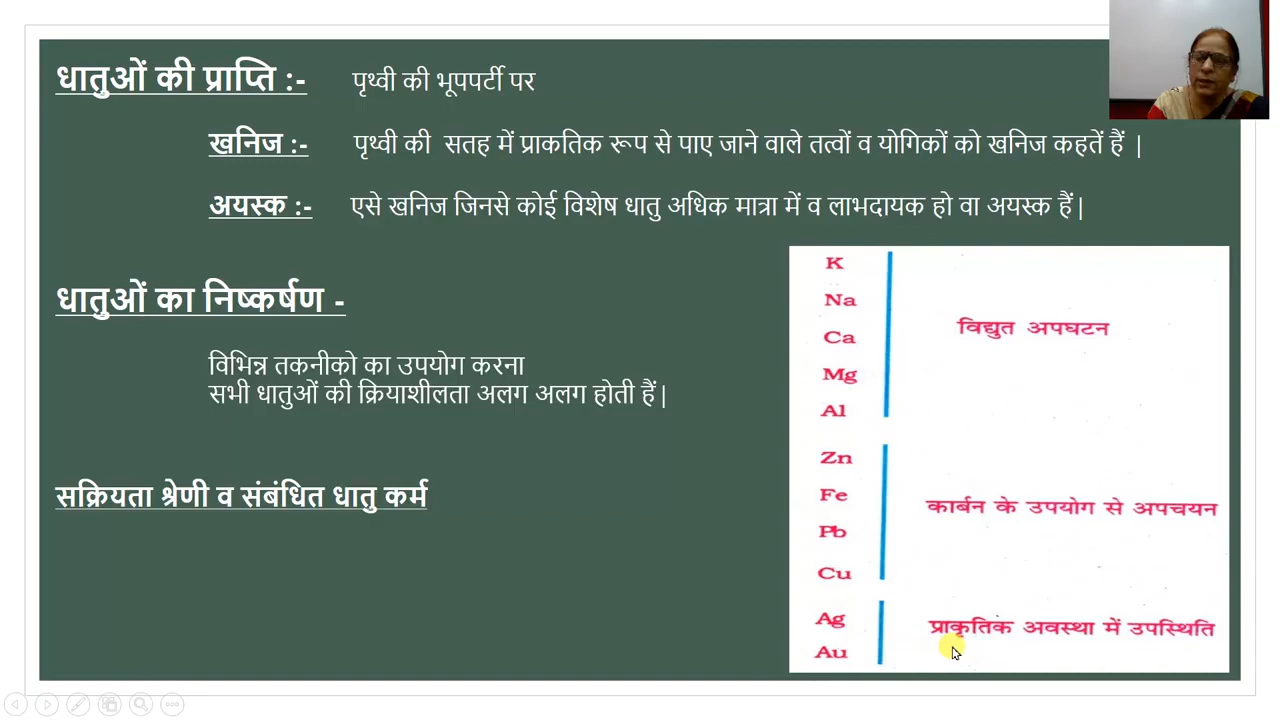 धातुओं की प्राप्ति :- पृथ्वी की भूपपर्टी पर
खनिज :- पृथ्वी की सतह में प्राकतिक रूप से पाए जाने वाले तत्वों व योगिकों को खनिज कहतें हैं |
अयस्क :- एसे खनिज जिनसे कोई विशेष धातु अधिक मात्रा में व लाभदायक हो वा अयस्क हैं|
धातुओं का निष्कर्षण -
विभिन्न तकनीको का उपयोग करना
सभी धातुओं की क्रियाशीलता अलग अलग होती हैं|
सक्रियता श्रेणी व संबंधित धातु कर्म
K
Na
Ca
Mg
Al
विद्युत अपघटन
Zn
Fe
Pb
Cu
कार्बन के उपयोग से अपचयन
Ag
Au
प्राकृतिक अवस्था में उपस्थिति